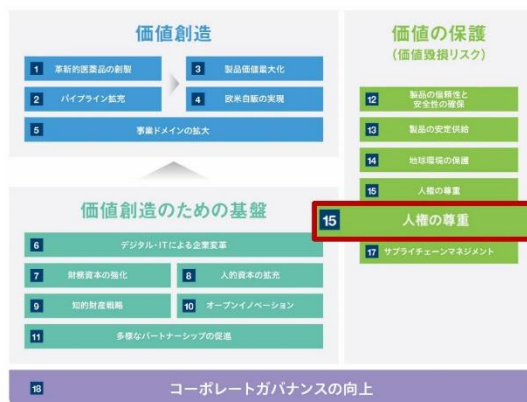 価値創造
1 革新的医薬品の創製
3 製品価値最大化
2 パイプライン拡充
4 欧米自販の実現
5 事業ドメインの拡大
価値創造のための基盤
6 デジタル・ITによる企業変革
7 財務資本の強化
8 人的資本の拡充
9 知的財産戦略
10 オープンイノベーション
11 多様なパートナーシップの促進
価値の保護
(価値毀損リスク)
12 製品の信頼性と
安全性の確保
13 製品の安定供給
14 地球環境の保護
15 人権の尊重
15 人権の尊重
17 サプライチェーンマネジメント
18 コーポレートガバナンスの向上